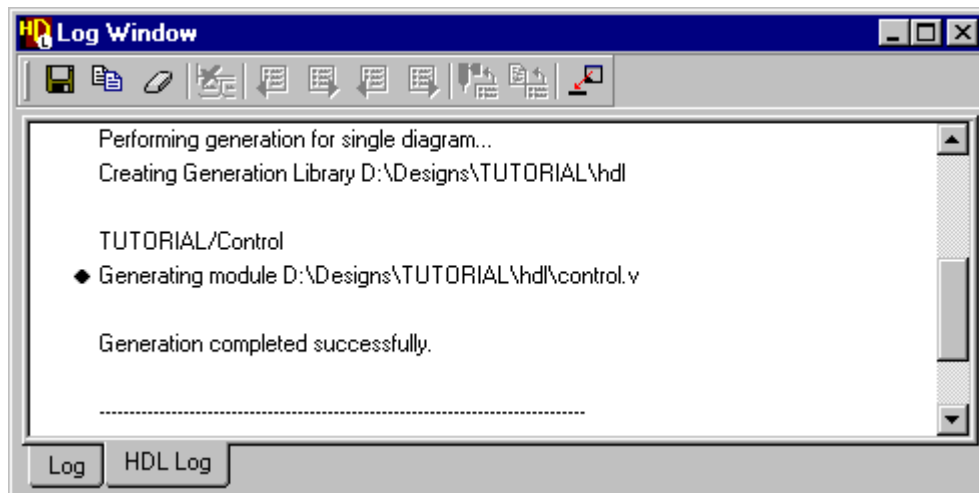 Log Window
Performing generation for single diagram...
Creating Generation Library D:\Designs\TUTORIAL\hdl
TUTORIAL/Control
Generating module D:\Designs\TUTORIAL\hdl\control.v
Generation completed successfully.
---------------------------------------------------------------------------------
Log
HDL Log